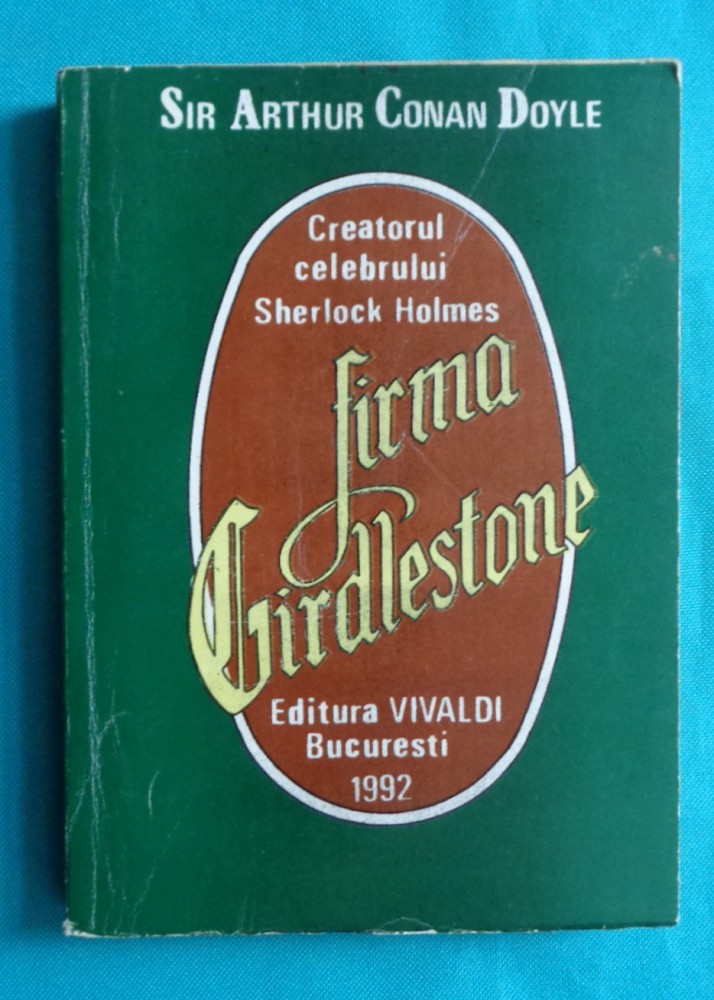 SIR ARTHUR CONAN DOYLE
Creatorul
celebrului
Sherlock Holmes
firma
Girdlestone
Editura VIVALDI
Bucuresti
1992